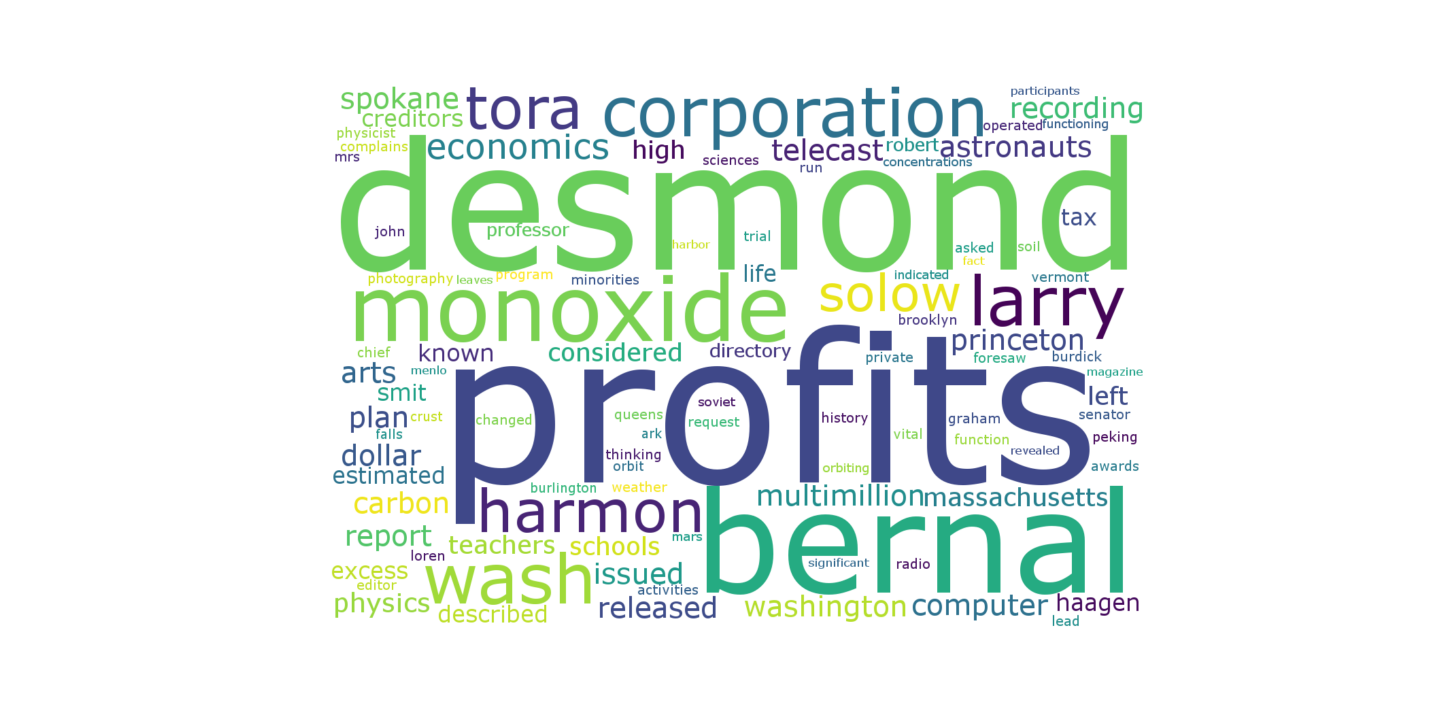 participants
spokane tora corporation recording
creditors operated functioning
physicist
complains economics high telecast robert astronauts
mrs sciences run concentrations
desmond
john professor harbor trial asked soil tax
fact
photography leaves program minorities life indicated vermont
monoxide solow larry
brooklyn
chief known considered directory private princeton foresaw burdick
arts menlo magazine
smit profits left
plan crust changed queens soviet request history vital graham senator
falls ark function peking
dollar thinking revealed
estimated orbit orbiting awards
burlington weather
carbon harmon multimillion massachusetts
report teachers schools mars bernal
loren
excess wash issued significant radio
editor activities
physics described released washington computer haagen
lead